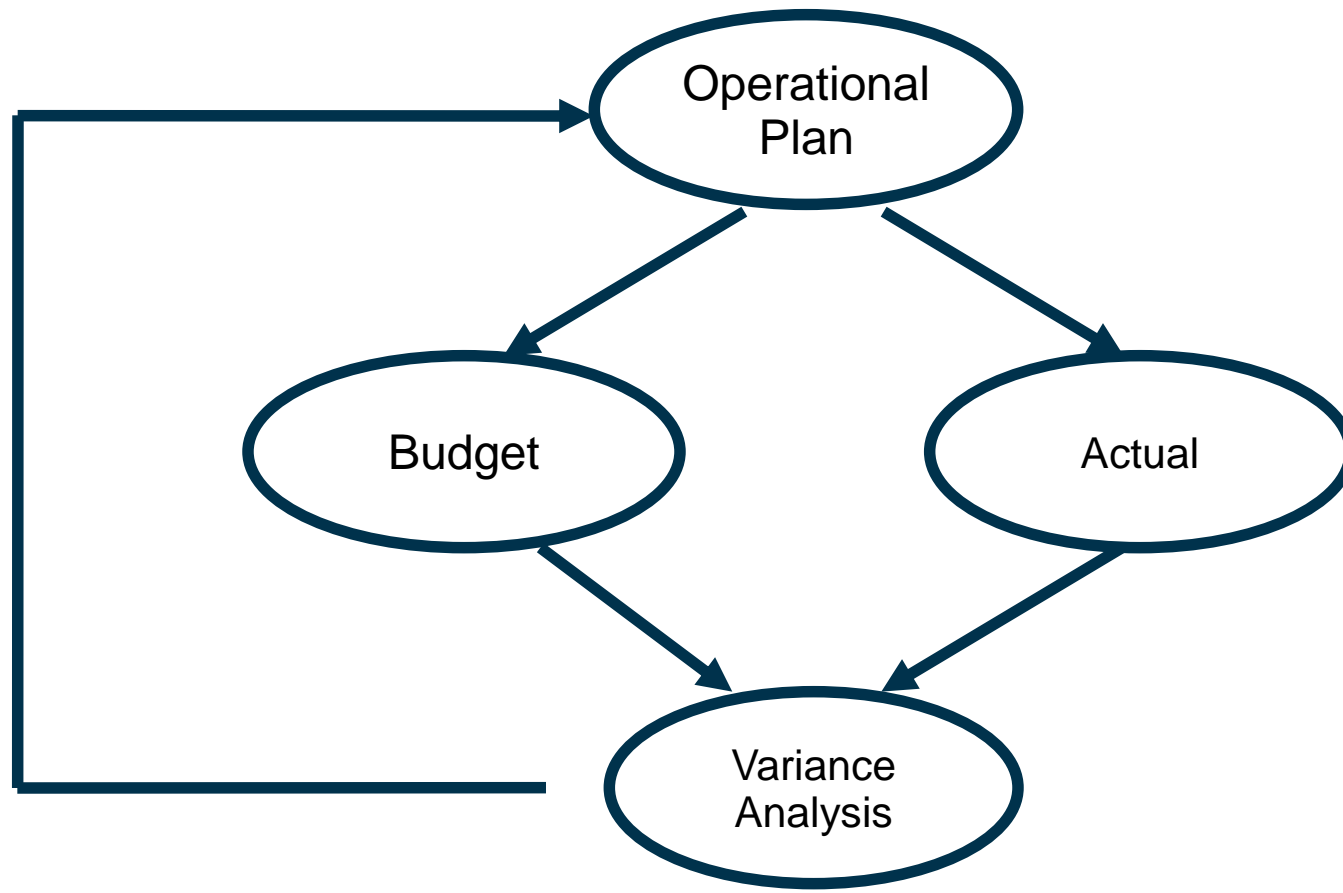 Operational
Plan
Budget
Actual
Variance
Analysis